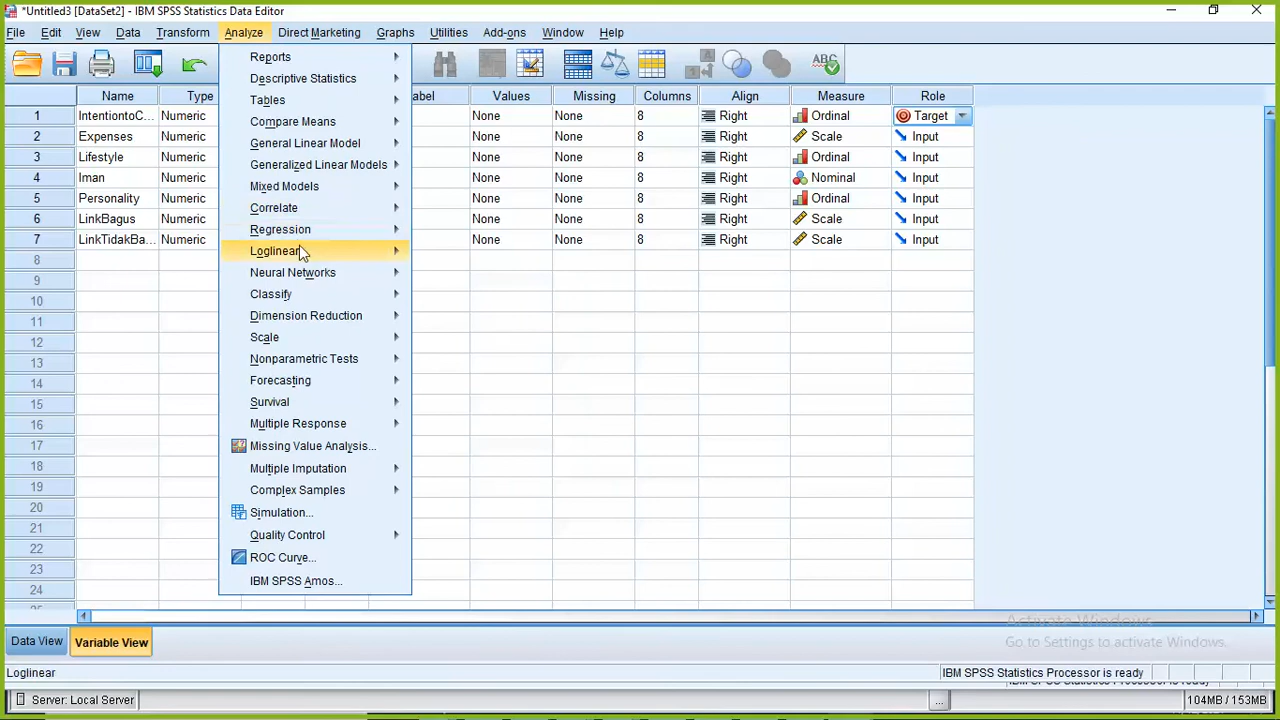 *Untitled3 [DataSet2] - IBM SPSS Statistics Data Editor
File Edit View Data Transform Analyze Direct Marketing Graphs Utilities Add-ons Window Help
Name Type Values Missing Columns Align Measure Role
1 IntentiontoC... Numeric None None 8 Right Ordinal Target
2 Expenses Numeric None None 8 Right Scale Input
3 Lifestyle Numeric None None 8 Right Ordinal Input
4 Iman Numeric None None 8 Right Nominal Input
5 Personality Numeric None None 8 Right Ordinal Input
6 LinkBagus Numeric None None 8 Right Scale Input
7 LinkTidakBa... Numeric None None 8 Right Scale Input
8
9
10
11
12
13
14
15
16
17
18
19
20
21
22
23
24
Reports
Descriptive Statistics
Tables
Compare Means
General Linear Model
Generalized Linear Models
Mixed Models
Correlate
Regression
Loglinear
Neural Networks
Classify
Dimension Reduction
Scale
Nonparametric Tests
Forecasting
Survival
Multiple Response
Missing Value Analysis...
Multiple Imputation
Complex Samples
Simulation...
Quality Control
ROC Curve...
IBM SPSS Amos...
Activate Windows
Go to Settings to activate Windows.
Data View Variable View
Loglinear IBM SPSS Statistics Processor is ready
Server: Local Server ... 104MB / 153MB